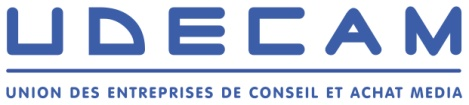 UDECAM
UNION DES ENTREPRISES DE CONSEIL ET ACHAT MEDIA